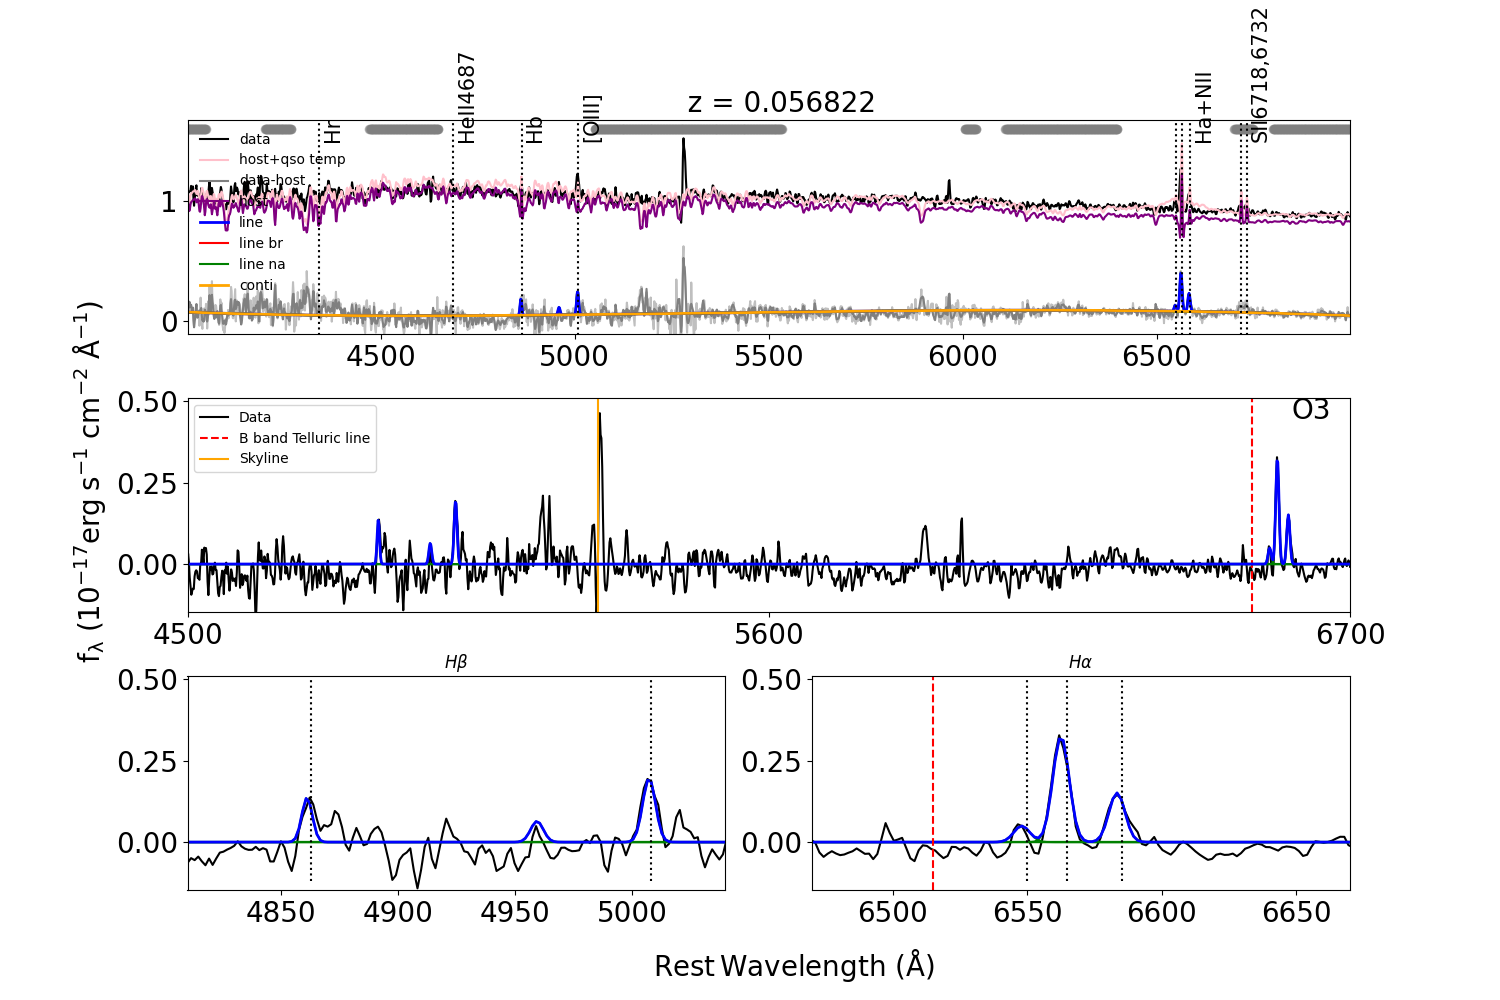 z = 0.056822
Hr
HeII4687
Hb
[OIII]
Ha+NII
SII6718,6732
data
host+qso temp
data-host
host
line
line br
line na
conti
1
0
4500 5000 5500 6000 6500
O3
Data
B band Telluric line
Skyline
0.50
0.25
0.00
4500 5600 6700
fλ (10⁻¹⁷erg s⁻¹ cm⁻² Å⁻¹)
Hβ
0.50
0.25
0.00
4850 4900 4950 5000
Hα
0.50
0.25
0.00
6500 6550 6600 6650
Rest Wavelength (Å)